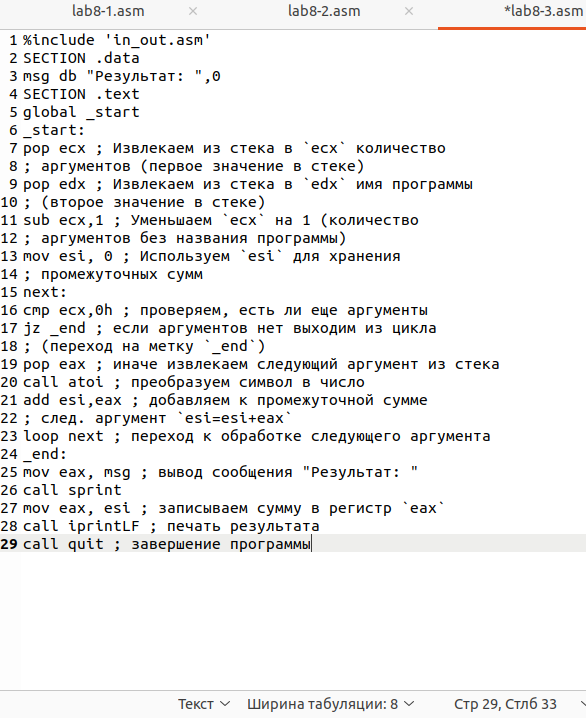 lab8-1.asm × lab8-2.asm × *lab8-3.asm
1 %include 'in_out.asm'
2 SECTION .data
3 msg db "Результат: ",0
4 SECTION .text
5 global _start
6 _start:
7 pop ecx ; Извлекаем из стека в `ecx` количество
8 ; аргументов (первое значение в стеке)
9 pop edx ; Извлекаем из стека в `edx` имя программы
10 ; (второе значение в стеке)
11 sub ecx,1 ; Уменьшаем `ecx` на 1 (количество
12 ; аргументов без названия программы)
13 mov esi, 0 ; Используем `esi` для хранения
14 ; промежуточных сумм
15 next:
16 cmp ecx,0h ; проверяем, есть ли еще аргументы
17 jz _end ; если аргументов нет выходим из цикла
18 ; (переход на метку `_end`)
19 pop eax ; иначе извлекаем следующий аргумент из стека
20 call atoi ; преобразуем символ в число
21 add esi,eax ; добавляем к промежуточной сумме
22 ; след. аргумент `esi=esi+eax`
23 loop next ; переход к обработке следующего аргумента
24 _end:
25 mov eax, msg ; вывод сообщения "Результат: "
26 call sprint
27 mov eax, esi ; записываем сумму в регистр `eax`
28 call iprintLF ; печать результата
29 call quit ; завершение программы
Текст Ширина табуляции: 8 Стр 29, Стлб 33